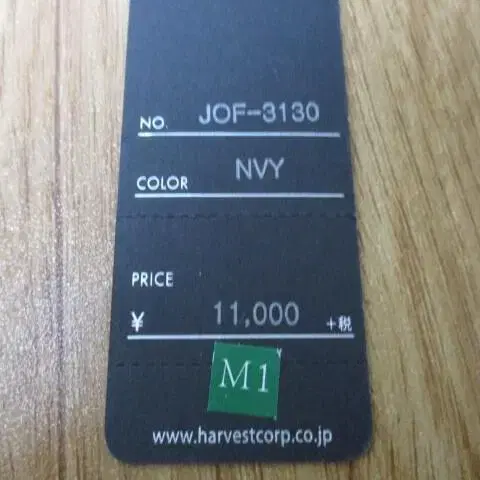 NO. JOF-3130
COLOR NVY
PRICE
¥ 11,000 +税
M1
www.harvestcorp.co.jp